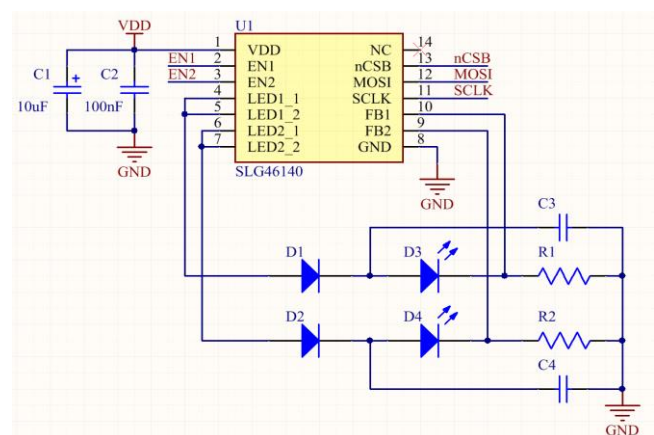 VDD
U1
1 VDD NC 14
EN1 2 EN1 nCSB 13 nCSB
EN2 3 EN2 MOSI 12 MOSI
4 LED1_1 SCLK 11 SCLK
5 LED1_2 FB1 10
6 LED2_1 FB2 9
7 LED2_2 GND 8
SLG46140
C1 + C2
10uF 100nF
GND
GND
C3
D1 D3 R1
D2 D4 R2
C4
GND